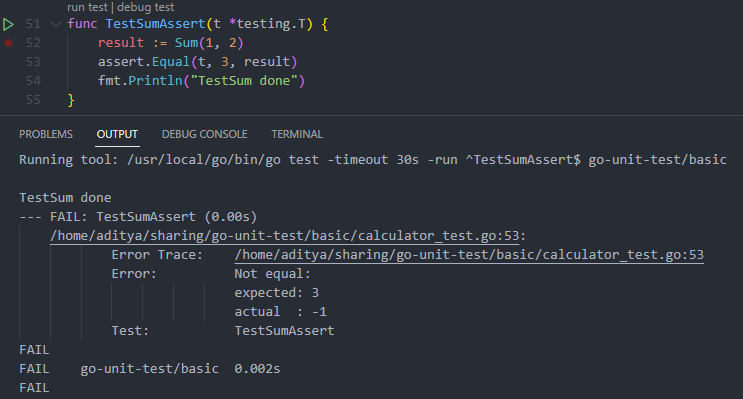 run test | debug test
51 func TestSumAssert(t *testing.T) {
52 result := Sum(1, 2)
53 assert.Equal(t, 3, result)
54 fmt.Println("TestSum done")
55 }
PROBLEMS OUTPUT DEBUG CONSOLE TERMINAL
Running tool: /usr/local/go/bin/go test -timeout 30s -run ^TestSumAssert$ go-unit-test/basic
TestSum done
--- FAIL: TestSumAssert (0.00s)
/home/aditya/sharing/go-unit-test/basic/calculator_test.go:53:
Error Trace: /home/aditya/sharing/go-unit-test/basic/calculator_test.go:53
Error: Not equal:
expected: 3
actual : -1
Test: TestSumAssert
FAIL
FAIL go-unit-test/basic 0.002s
FAIL